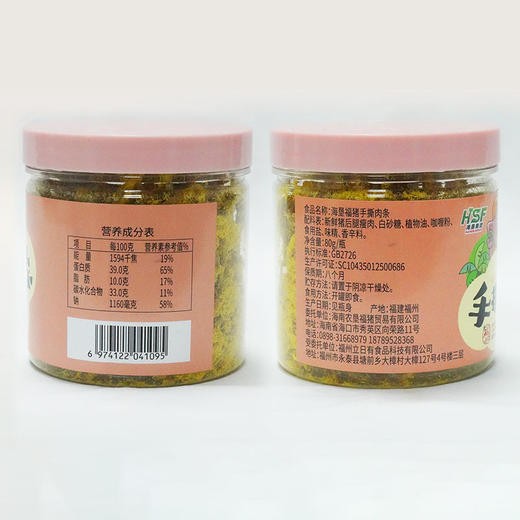 营养成分表
项目 每100克 营养素参考值%
能量 1594千焦 19%
蛋白质 39.0克 65%
脂肪 10.0克 17%
碳水化合物 33.0克 11%
钠 1160毫克 58%
6 974122 041095
食品名称：海垦福猪手撕肉条
配料表：新鲜猪后腿瘦肉、白砂糖、植物油、咖喱粉、
食用盐、味精、香辛料。
规格：80g/瓶
执行标准：GB2726
生产许可证：SC10435012500686
保质期：八个月
贮存方法：请置于阴凉干燥处。
食用方法：开罐即食。
生产日期：见瓶身 产地：福建福州
委托单位：海南农垦福猪贸易有限公司
地址：海南省海口市秀英区向荣路11号
电话：0898-31668979 18789528368
受委托单位：福州立日有食品科技有限公司
地址：福州市永泰县塘前乡大樟村大樟127号4号楼三层
HSF
手